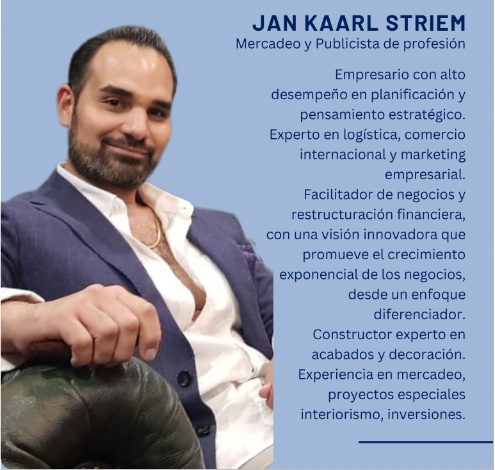 JAN KAARL STRIEM
Mercadeo y Publicista de profesión
Empresario con alto
desempeño en planificación y
pensamiento estratégico.
Experto en logística, comercio
internacional y marketing
empresarial.
Facilitador de negocios y
restructuración financiera,
con una visión innovadora que
promueve el crecimiento
exponencial de los negocios,
desde un enfoque
diferenciador.
Constructor experto en
acabados y decoración.
Experiencia en mercadeo,
proyectos especiales
interiorismo, inversiones.